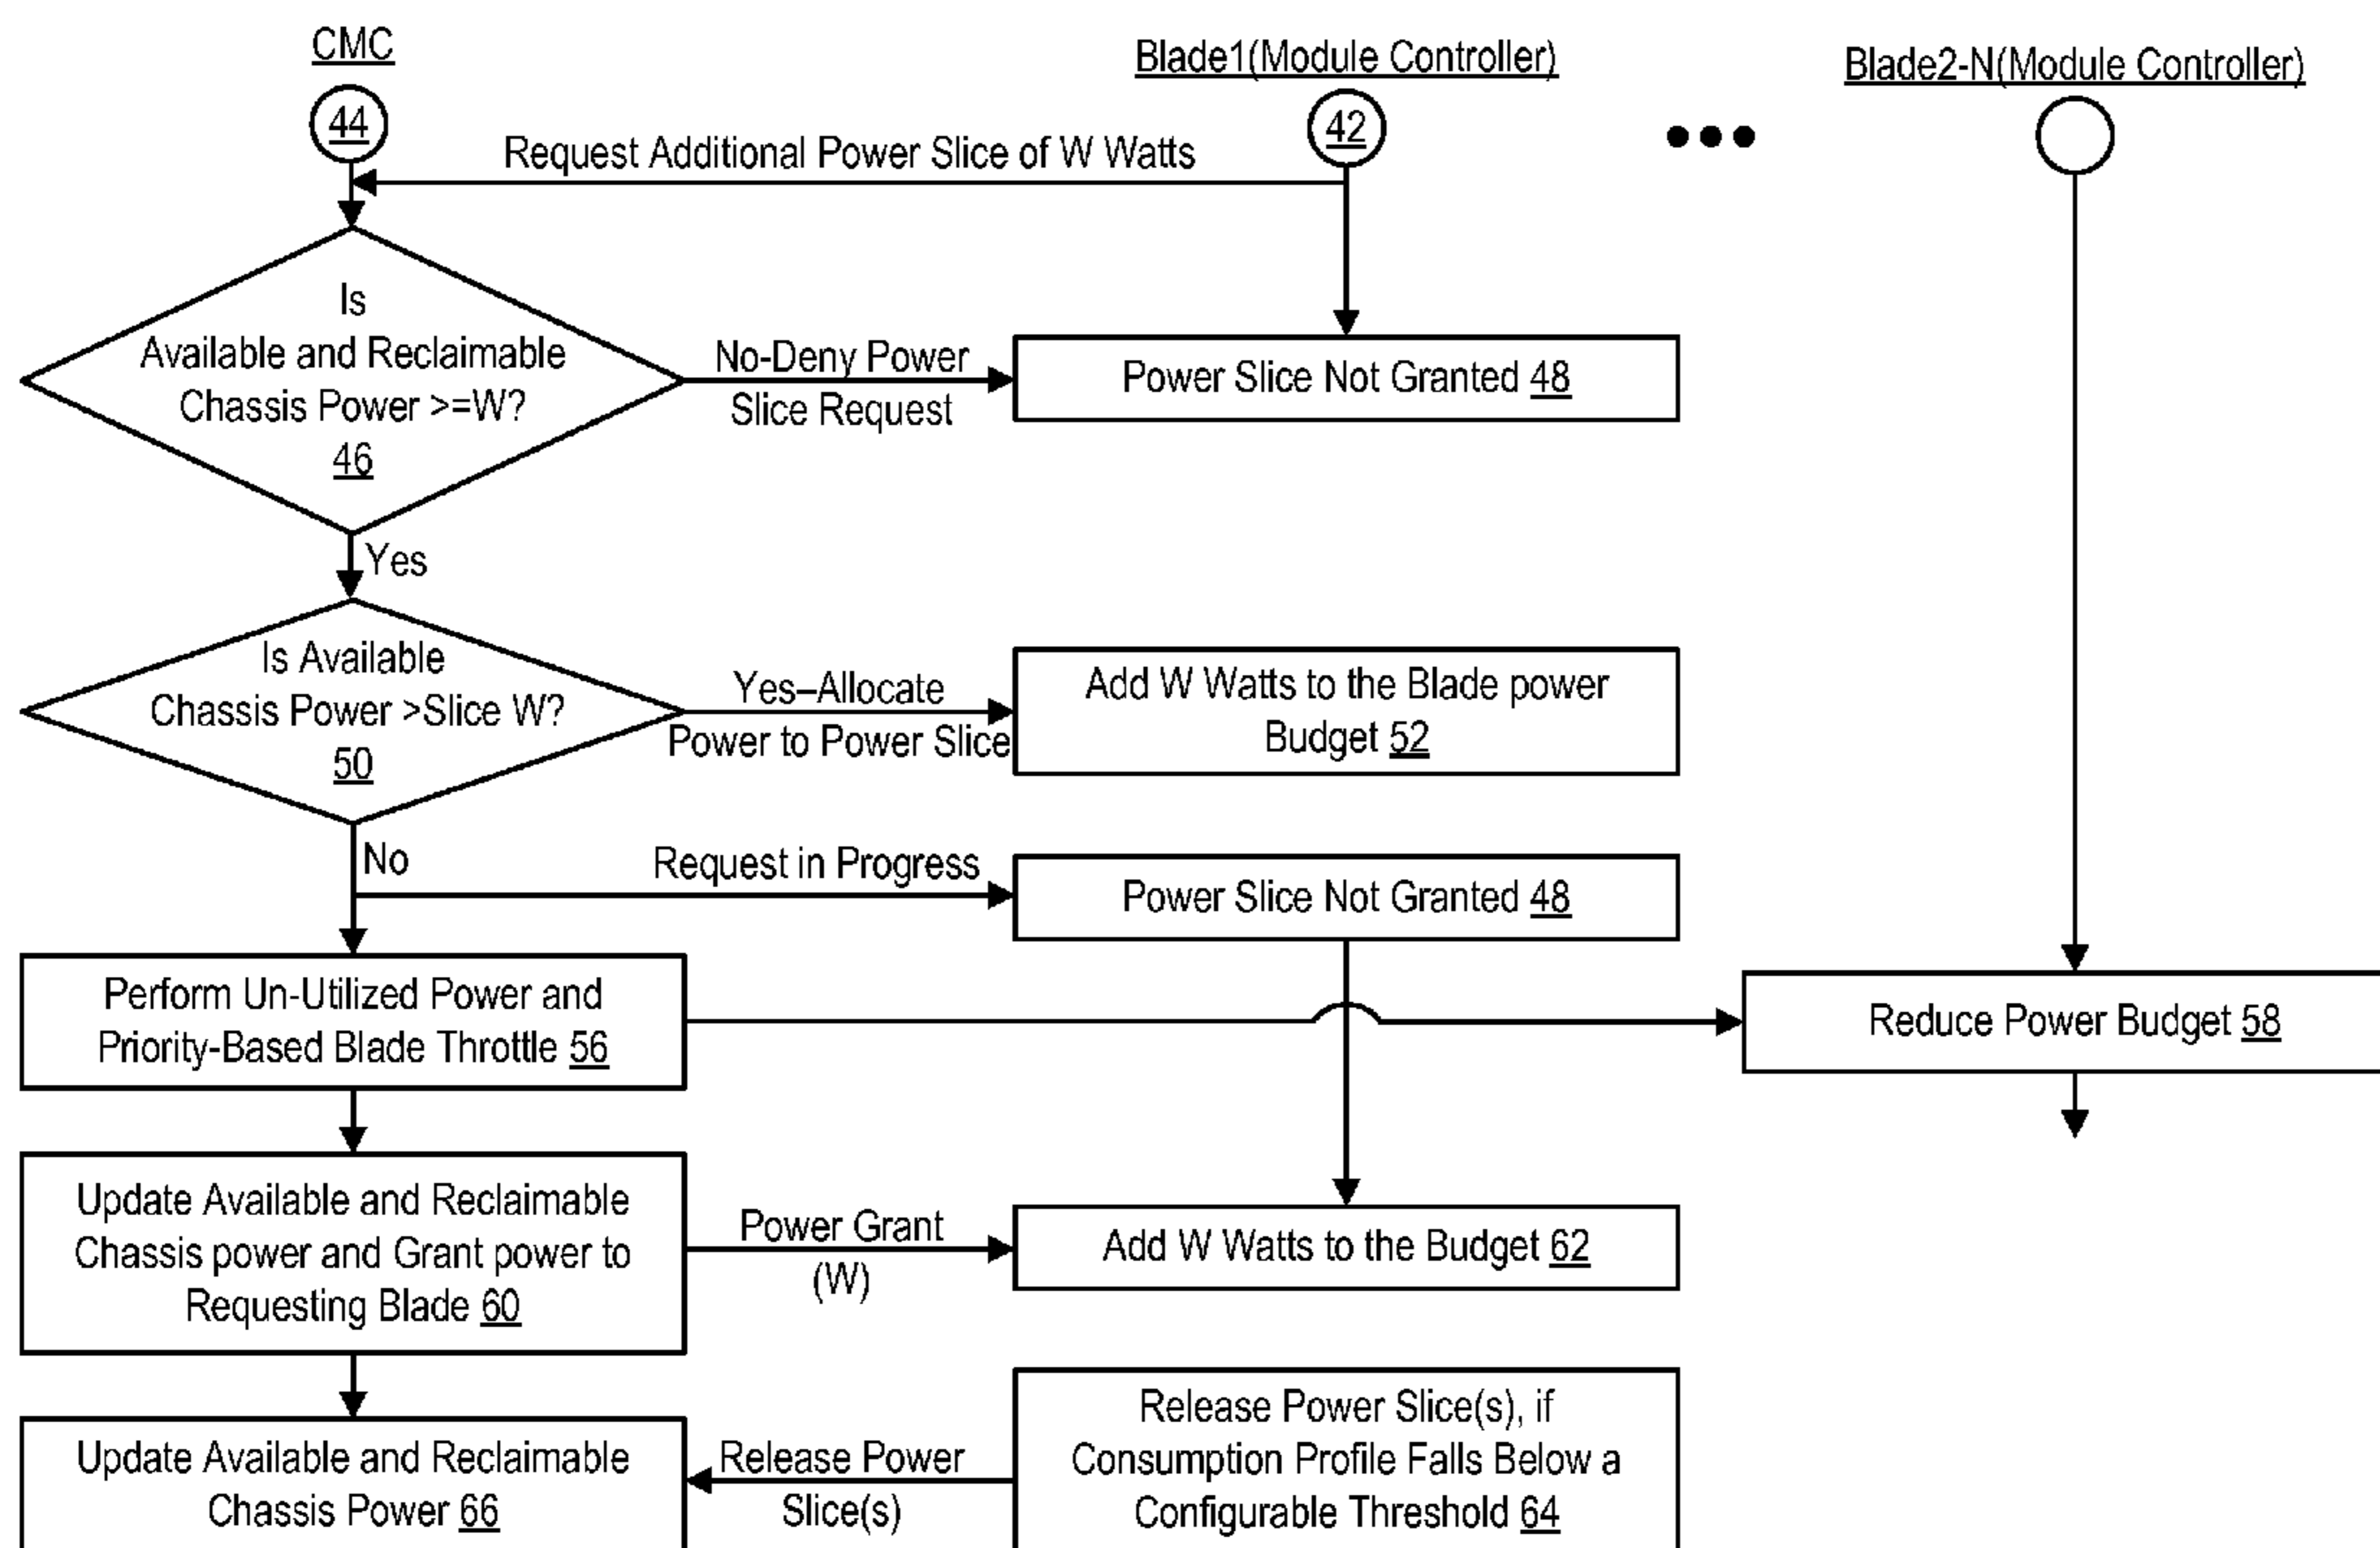 CMC
Blade1(Module Controller)
Blade2-N(Module Controller)
44
42
Request Additional Power Slice of W Watts
Is
Available and Reclaimable
Chassis Power >=W?
46
No-Deny Power
Slice Request
Power Slice Not Granted 48
Yes
Is Available
Chassis Power >Slice W?
50
Yes–Allocate
Power to Power Slice
Add W Watts to the Blade power
Budget 52
No
Request in Progress
Power Slice Not Granted 48
Perform Un-Utilized Power and
Priority-Based Blade Throttle 56
Reduce Power Budget 58
Update Available and Reclaimable
Chassis power and Grant power to
Requesting Blade 60
Power Grant
(W)
Add W Watts to the Budget 62
Update Available and Reclaimable
Chassis Power 66
Release Power
Slice(s)
Release Power Slice(s), if
Consumption Profile Falls Below a
Configurable Threshold 64